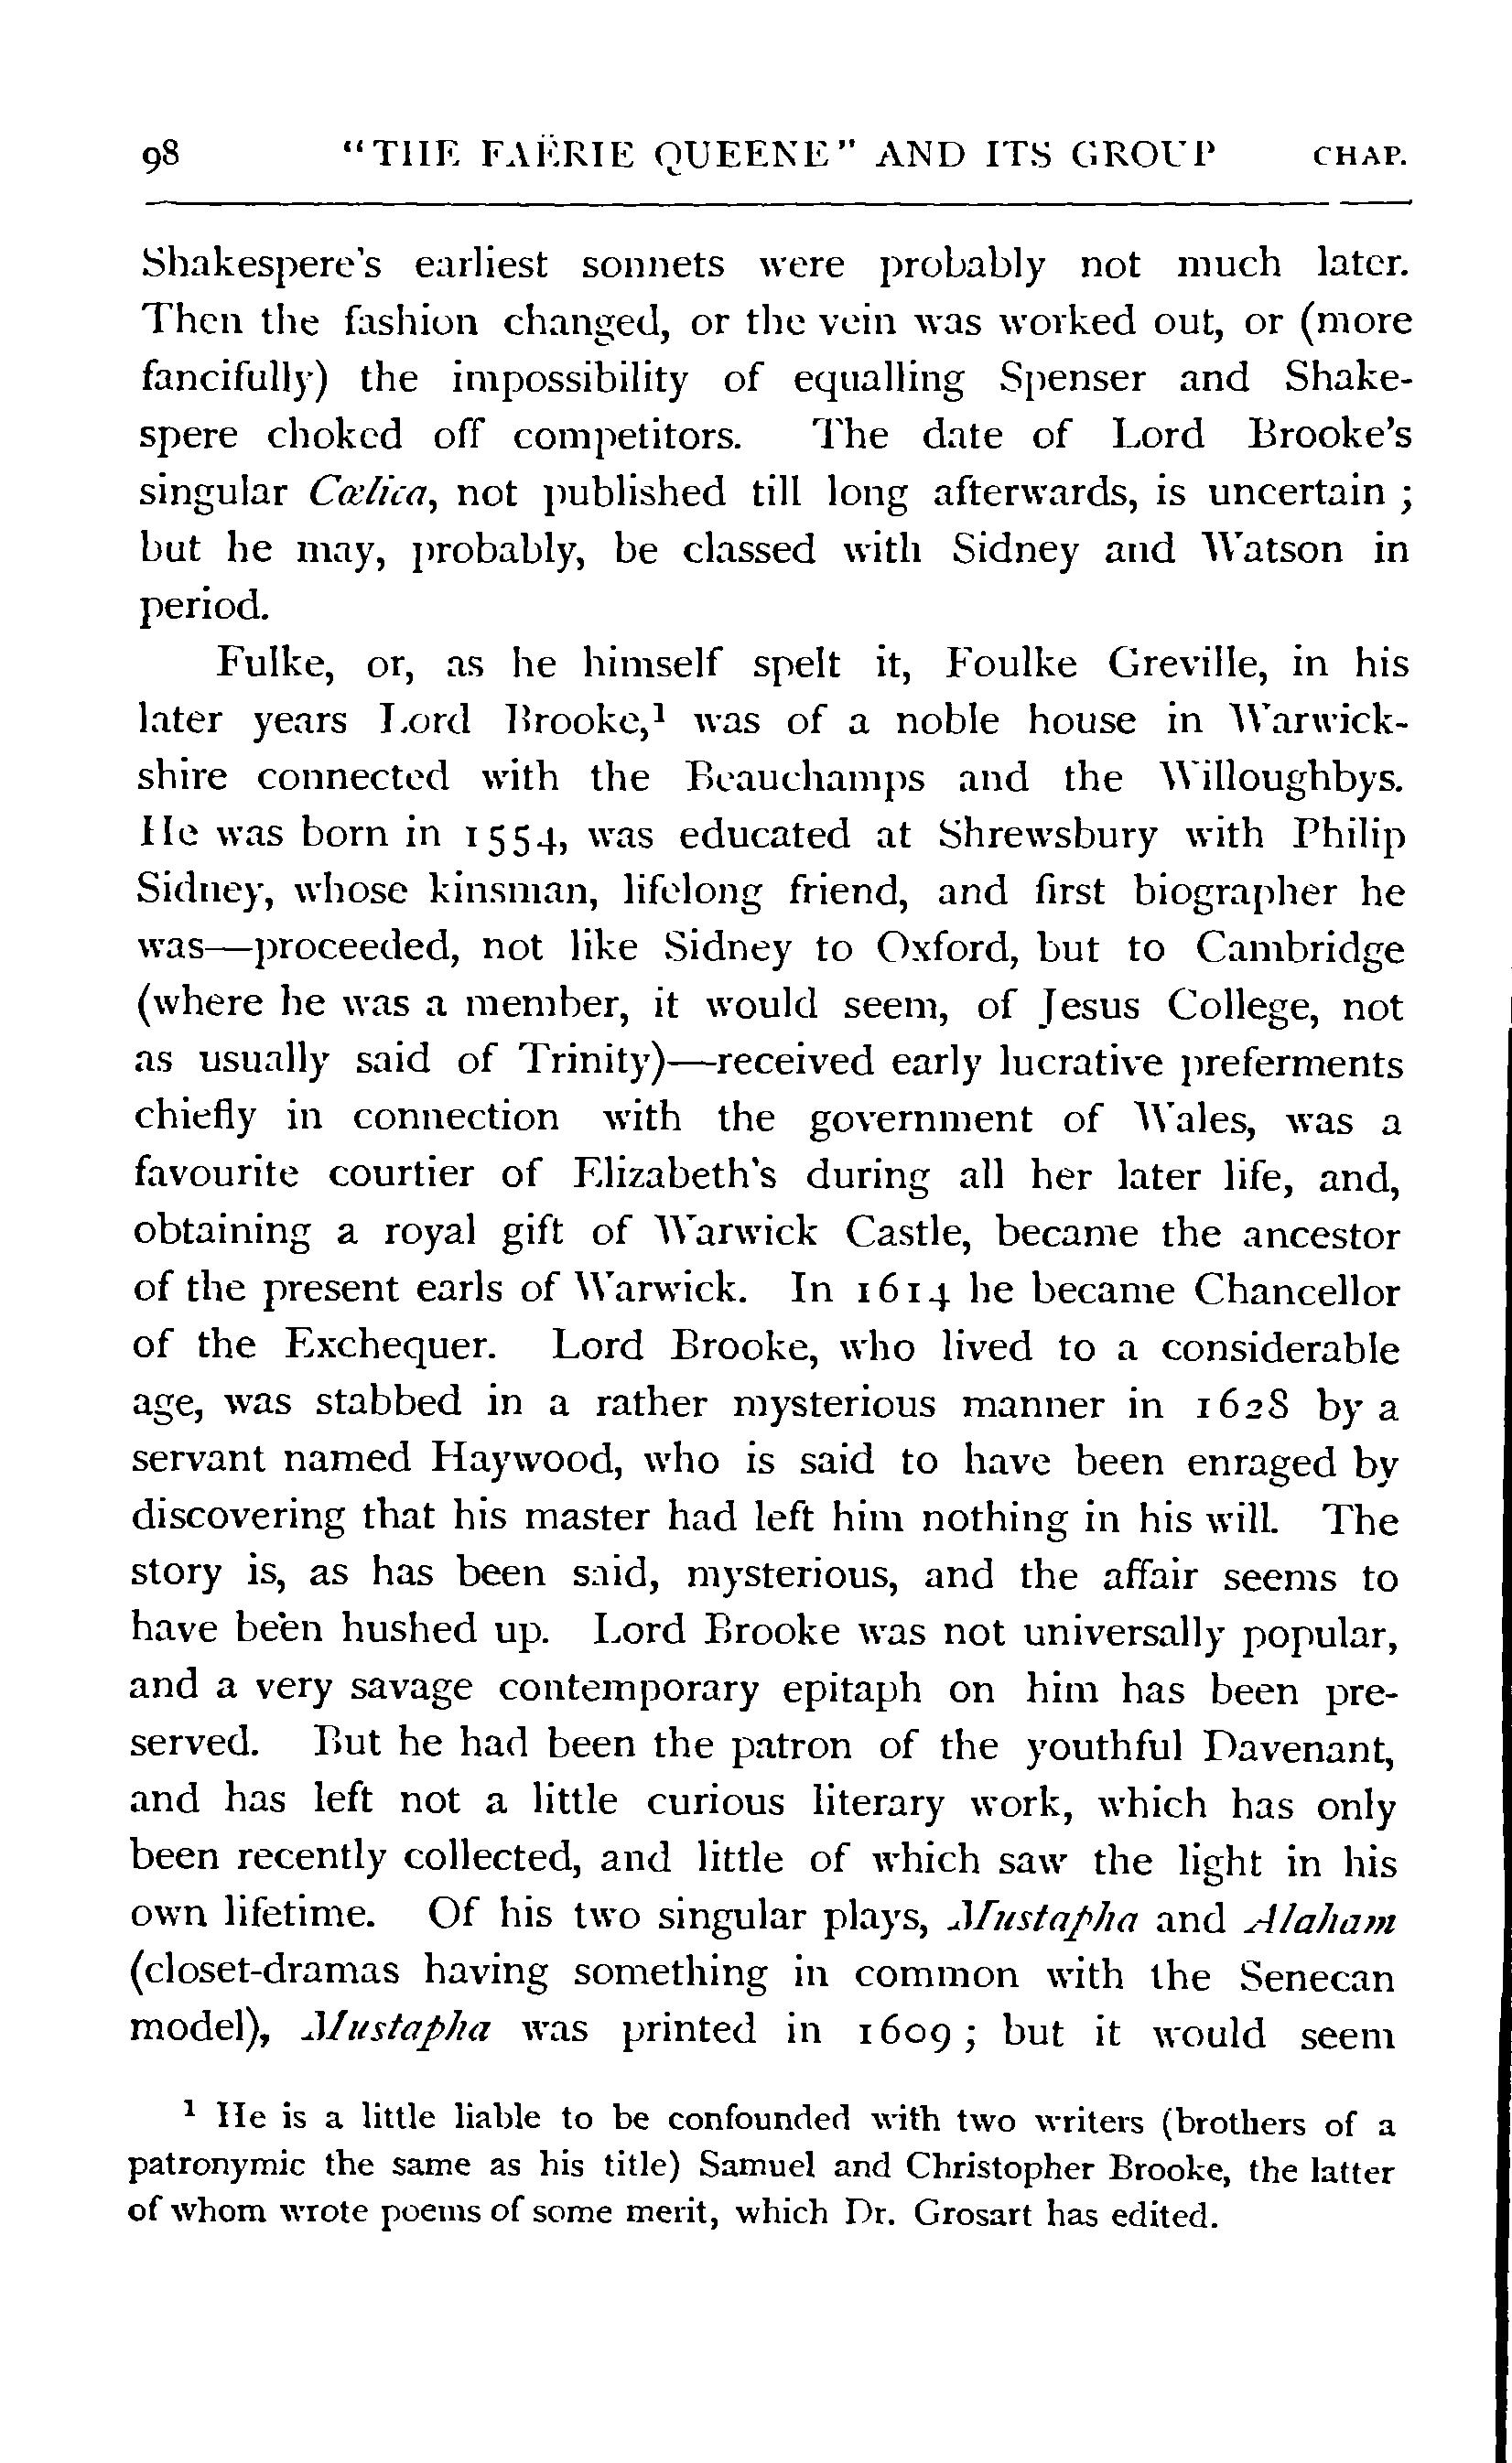 98 "THE FAËRIE QUEENE" AND ITS GROUP CHAP.
Shakespere's earliest sonnets were probably not much later.
Then the fashion changed, or the vein was worked out, or (more
fancifully) the impossibility of equalling Spenser and Shake-
spere choked off competitors. The date of Lord Brooke's
singular Cælica, not published till long afterwards, is uncertain ;
but he may, probably, be classed with Sidney and Watson in
period.
Fulke, or, as he himself spelt it, Foulke Greville, in his
later years Lord Brooke,¹ was of a noble house in Warwick-
shire connected with the Beauchamps and the Willoughbys.
He was born in 1554, was educated at Shrewsbury with Philip
Sidney, whose kinsman, lifelong friend, and first biographer he
was—proceeded, not like Sidney to Oxford, but to Cambridge
(where he was a member, it would seem, of Jesus College, not
as usually said of Trinity)—received early lucrative preferments
chiefly in connection with the government of Wales, was a
favourite courtier of Elizabeth's during all her later life, and,
obtaining a royal gift of Warwick Castle, became the ancestor
of the present earls of Warwick. In 1614 he became Chancellor
of the Exchequer. Lord Brooke, who lived to a considerable
age, was stabbed in a rather mysterious manner in 1628 by a
servant named Haywood, who is said to have been enraged by
discovering that his master had left him nothing in his will. The
story is, as has been said, mysterious, and the affair seems to
have been hushed up. Lord Brooke was not universally popular,
and a very savage contemporary epitaph on him has been pre-
served. But he had been the patron of the youthful Davenant,
and has left not a little curious literary work, which has only
been recently collected, and little of which saw the light in his
own lifetime. Of his two singular plays, Mustapha and Alaham
(closet-dramas having something in common with the Senecan
model), Mustapha was printed in 1609 ; but it would seem
¹ He is a little liable to be confounded with two writers (brothers of a
patronymic the same as his title) Samuel and Christopher Brooke, the latter
of whom wrote poems of some merit, which Dr. Grosart has edited.